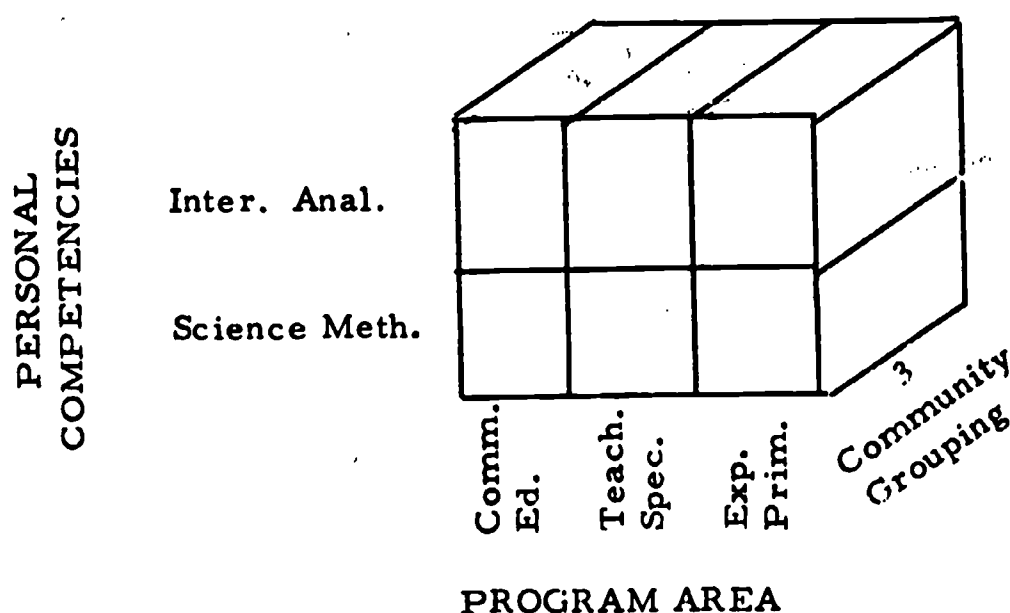 PERSONAL
COMPETENCIES
Inter. Anal.
Science Meth.
Comm.
Ed.
Teach.
Spec.
Exp.
Prim.
3
Community
Grouping
PROGRAM AREA